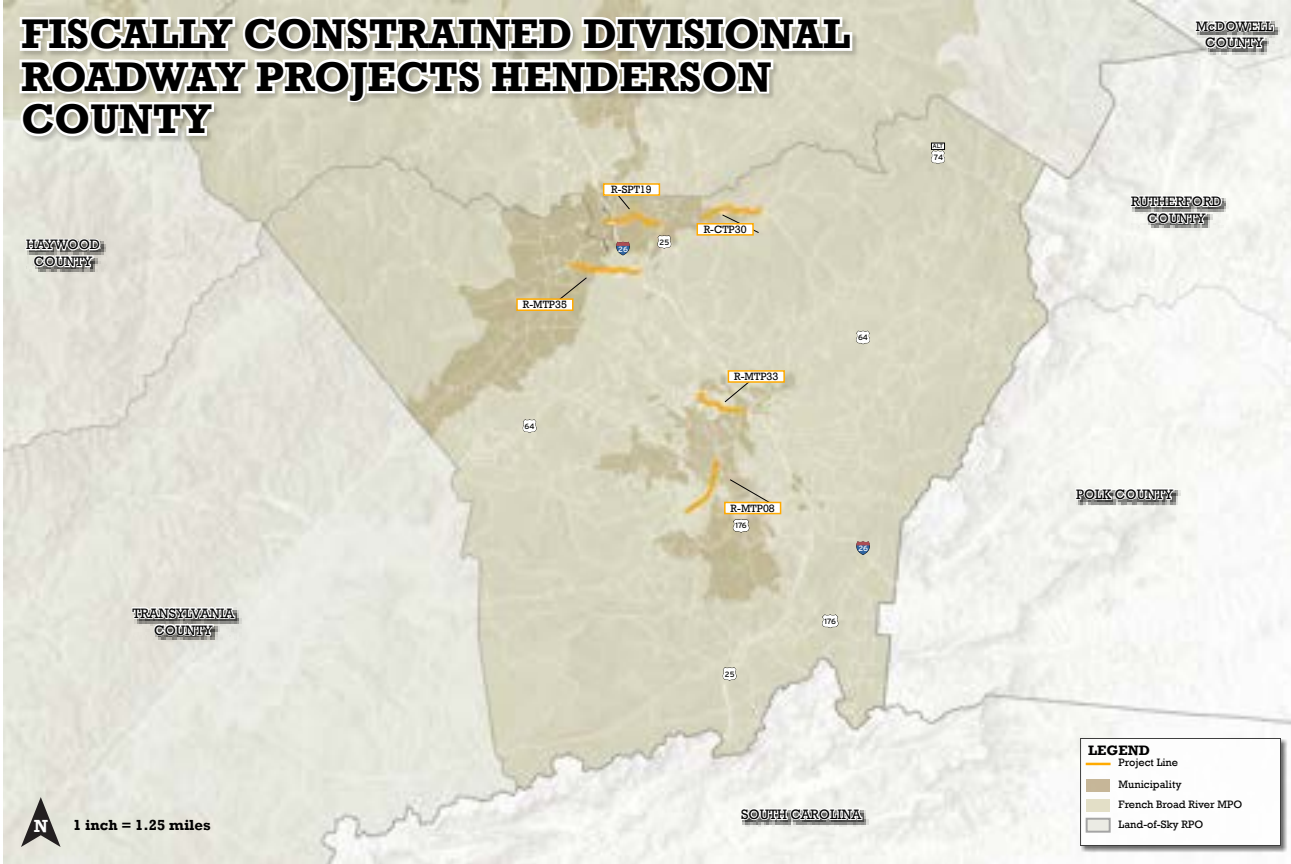 FISCALLY CONSTRAINED DIVISIONAL
ROADWAY PROJECTS HENDERSON
COUNTY
McDOWELL
COUNTY
ALT
74
R-SPT19
RUTHERFORD
COUNTY
R-CTP30
HAYWOOD
COUNTY
26
25
R-MTP35
64
R-MTP33
64
POLK COUNTY
R-MTP08
176
26
TRANSYLVANIA
COUNTY
176
25
LEGEND
Project Line
Municipality
French Broad River MPO
Land-of-Sky RPO
SOUTH CAROLINA
N
1 inch = 1.25 miles